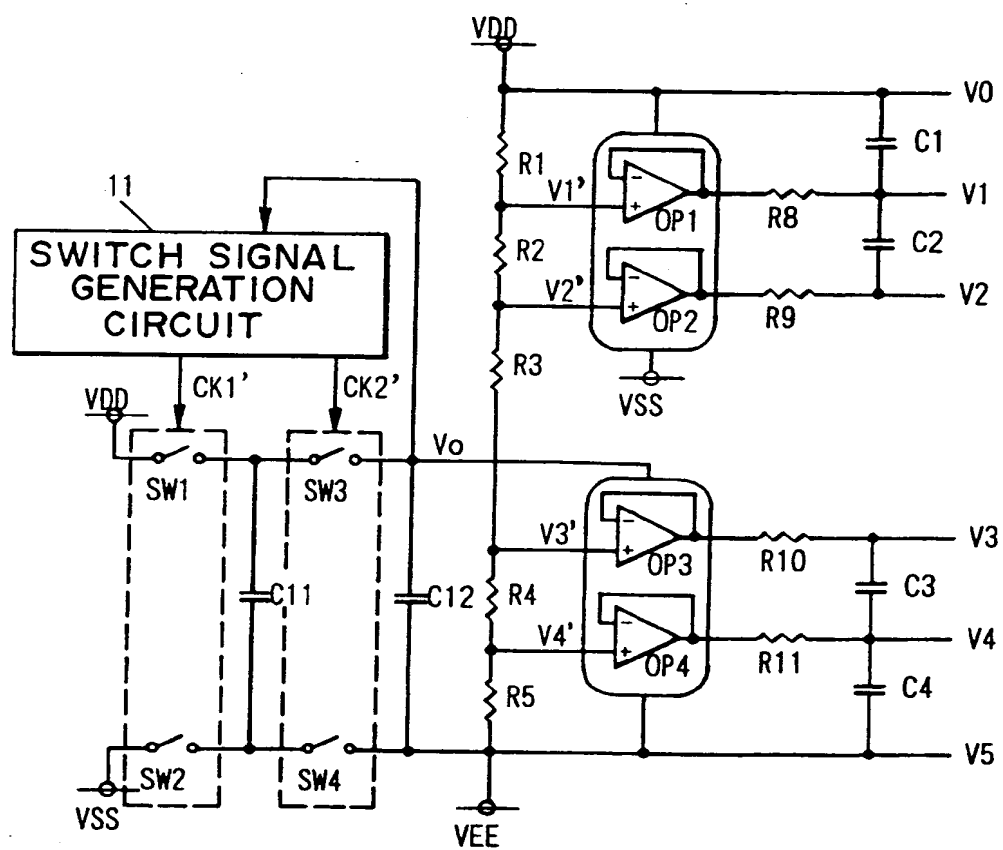 VDD
V0
C1
R1
11
V1'
OP1
R8
V1
SWITCH SIGNAL
GENERATION
CIRCUIT
R2
C2
V2'
OP2
R9
V2
R3
CK1'
CK2'
VSS
VDD
Vo
SW1
SW3
V3'
OP3
R10
V3
C11
C12
R4
C3
V4'
OP4
R11
V4
R5
C4
SW2
SW4
V5
VSS
VEE